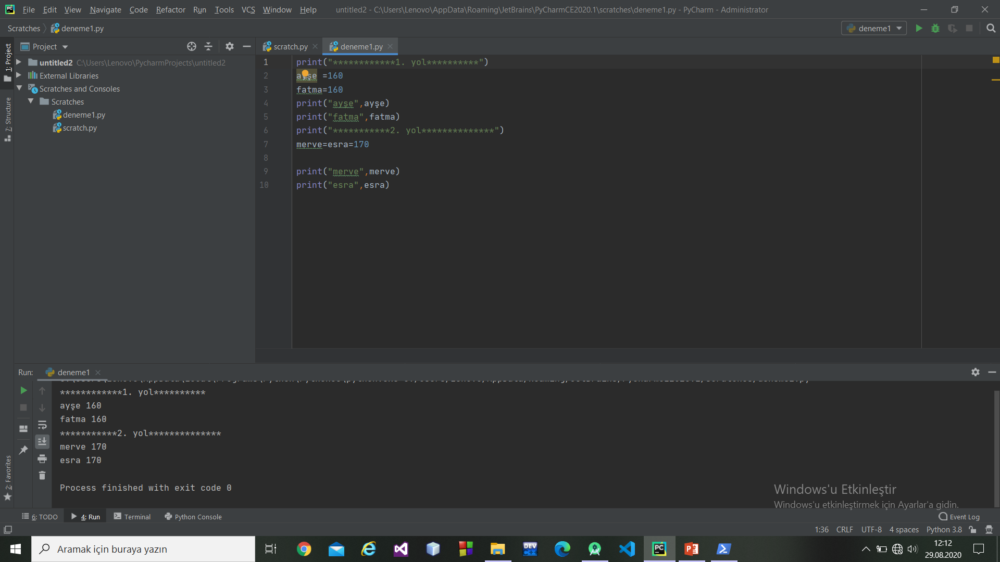 File Edit View Navigate Code Refactor Run Tools VCS Window Help untitled2 - C:\Users\Lenovo\AppData\Roaming\JetBrains\PyCharmCE2020.1\scratches\deneme1.py - PyCharm - Administrator
Scratches deneme1.py deneme1
Project scratch.py deneme1.py
1: Project
7: Structure
2: Favorites
untitled2 C:\Users\Lenovo\PycharmProjects\untitled2
External Libraries
Scratches and Consoles
Scratches
deneme1.py
scratch.py
1 print("************1. yol**********")
2 ayşe =160
3 fatma=160
4 print("ayşe",ayşe)
5 print("fatma",fatma)
6 print("***********2. yol**************")
7 merve=esra=170
8
9 print("merve",merve)
10 print("esra",esra)
Run: deneme1
************1. yol**********
ayşe 160
fatma 160
***********2. yol**************
merve 170
esra 170
Process finished with exit code 0
Windows'u Etkinleştir
Windows'u etkinleştirmek için Ayarlar'a gidin.
6: TODO 4: Run Terminal Python Console Event Log
1:36 CRLF UTF-8 4 spaces Python 3.8
Aramak için buraya yazın
DEV C++
PC
P
12:12
29.08.2020